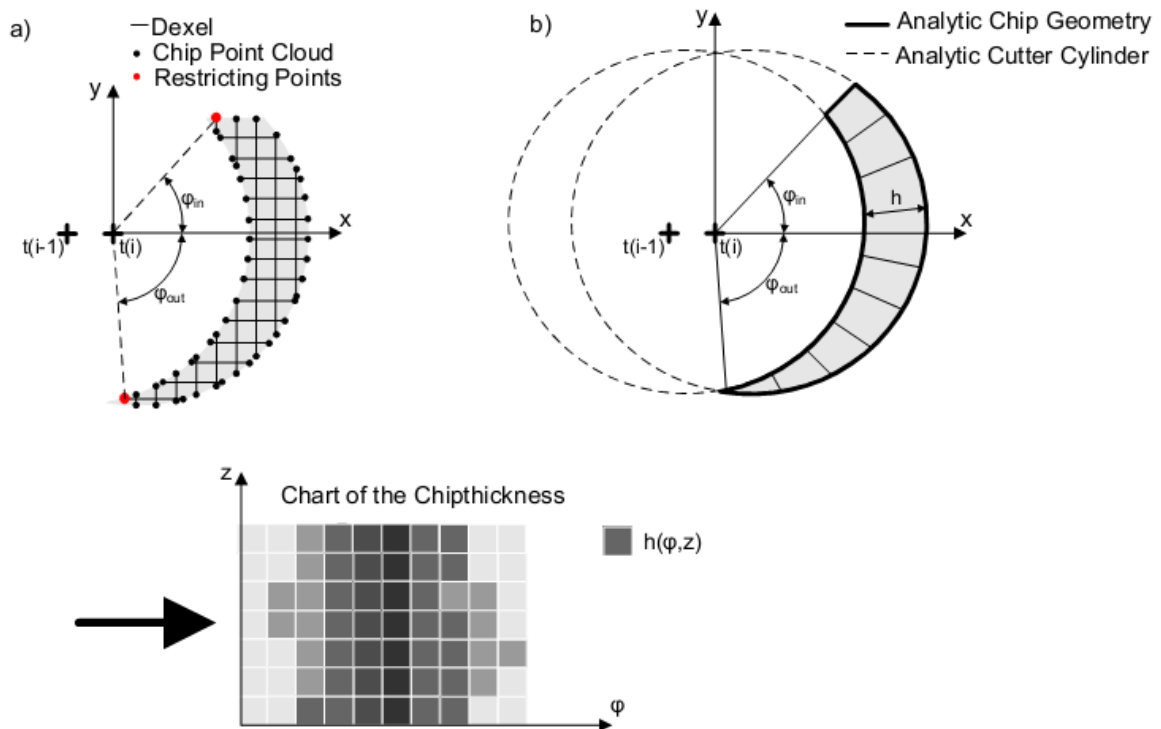 a)
Dexel
Chip Point Cloud
Restricting Points
y
φin
x
t(i-1)
t(i)
φout
b)
Analytic Chip Geometry
Analytic Cutter Cylinder
y
φin
h
x
t(i-1)
t(i)
φout
z
Chart of the Chipthickness
h(φ,z)
φ